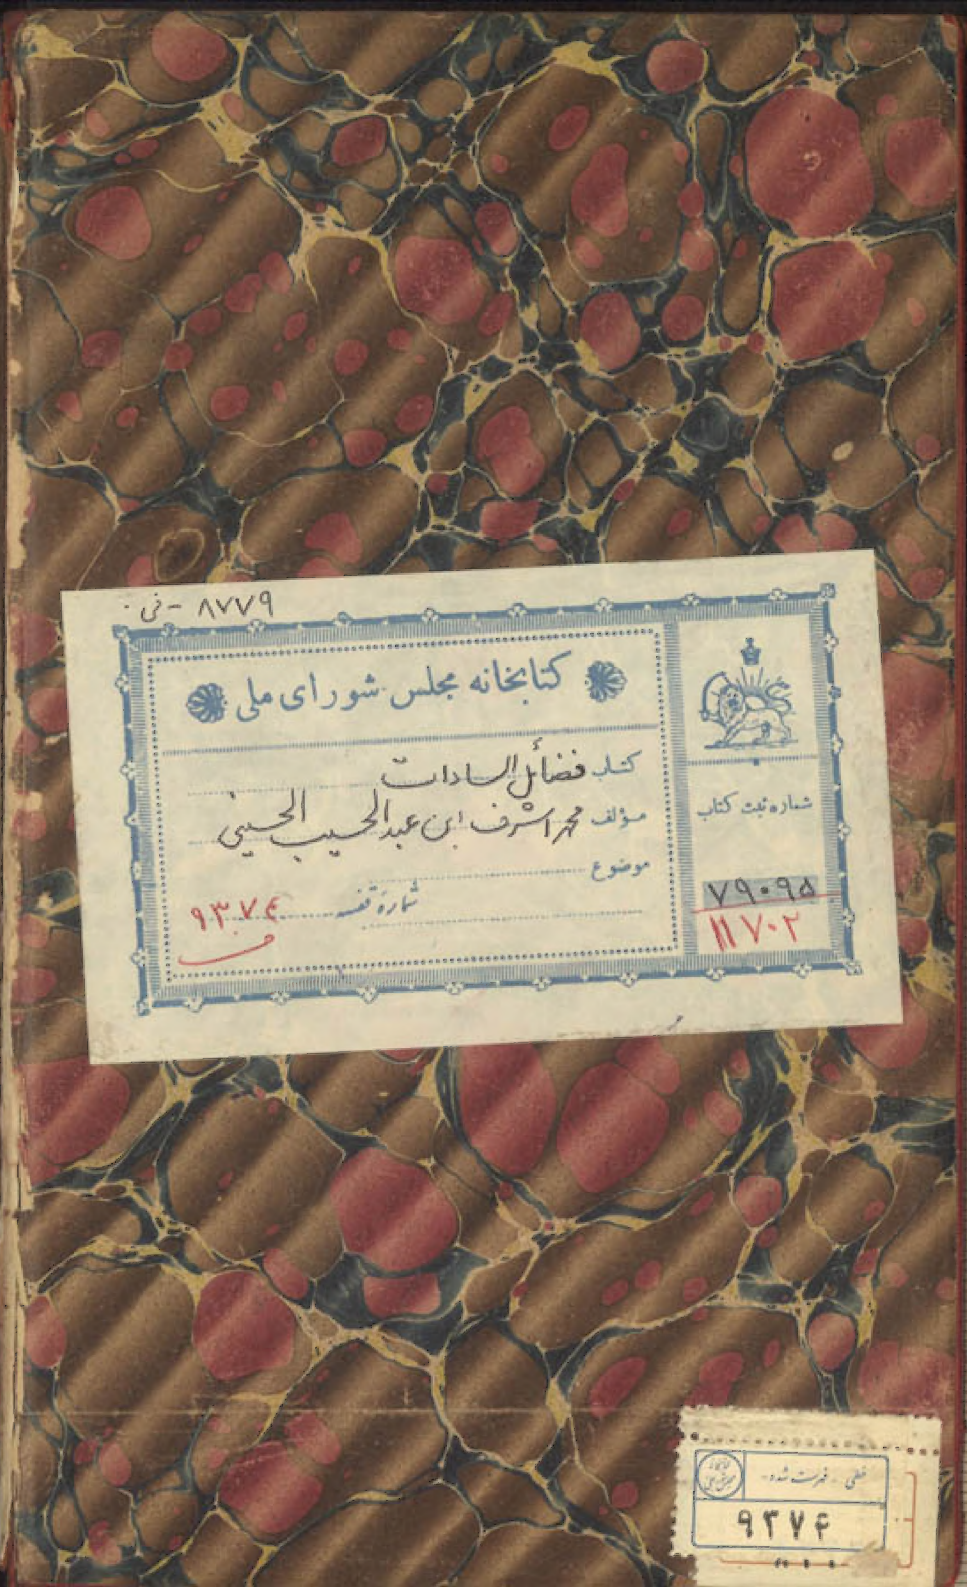 ۸۷۷۹ - فی
کتابخانه مجلس شورای ملی
کتاب فضائل السادات
مؤلف محمد اشرف ابن عبدالحسیب الحسینی
موضوع
شمارهٔ قفسه ۹۳۷۴
شماره ثبت کتاب
۷۹۰۹۵
۱۱۷۰۲
خطی - فهرست شده
۹۳۷۴